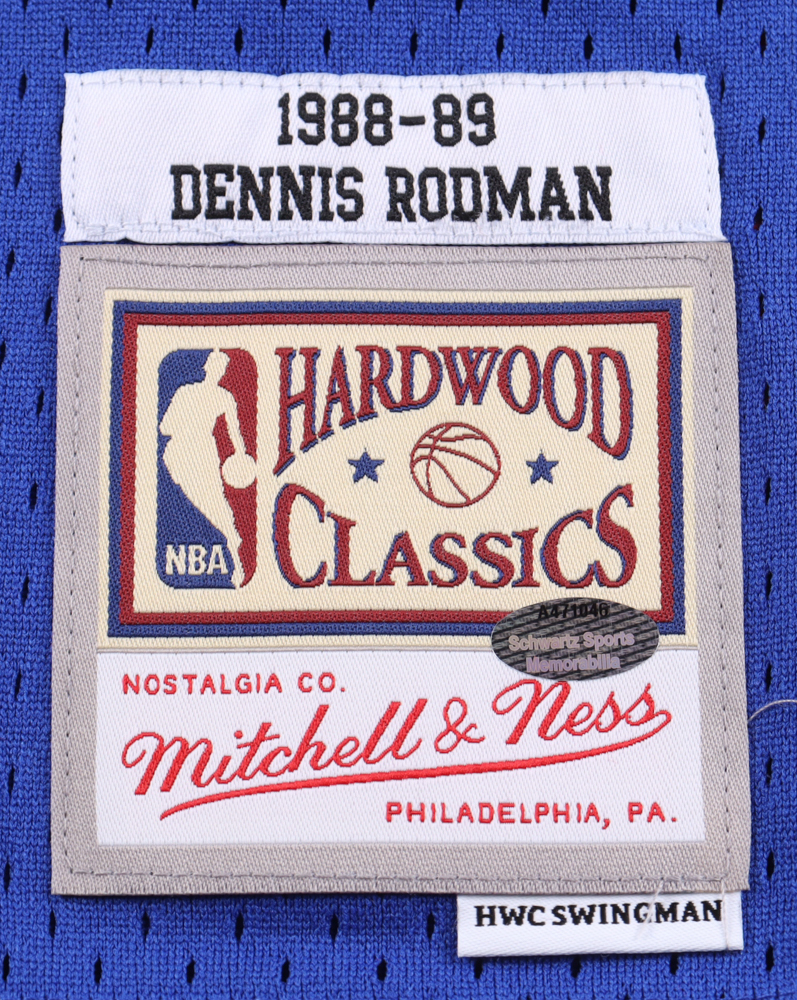 1988-89
DENNIS RODMAN
HARDWOOD
CLASSICS
NBA
A471046
Schwartz Sports
Memorabilia
NOSTALGIA CO.
Mitchell & Ness
PHILADELPHIA, PA.
HWC SWINGMAN